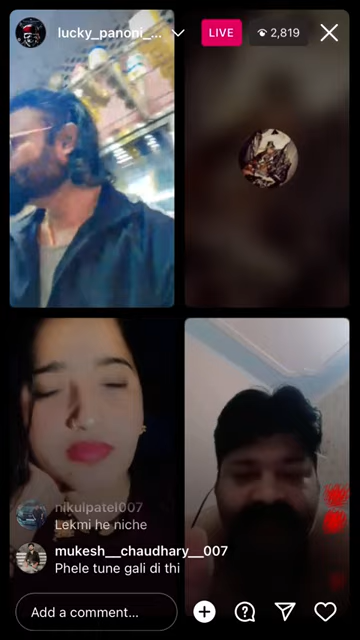 lucky_panoni_...
LIVE
2,819
nikulpatel007
Lekmi he niche
mukesh__chaudhary__007
Phele tune gali di thi
Add a comment...